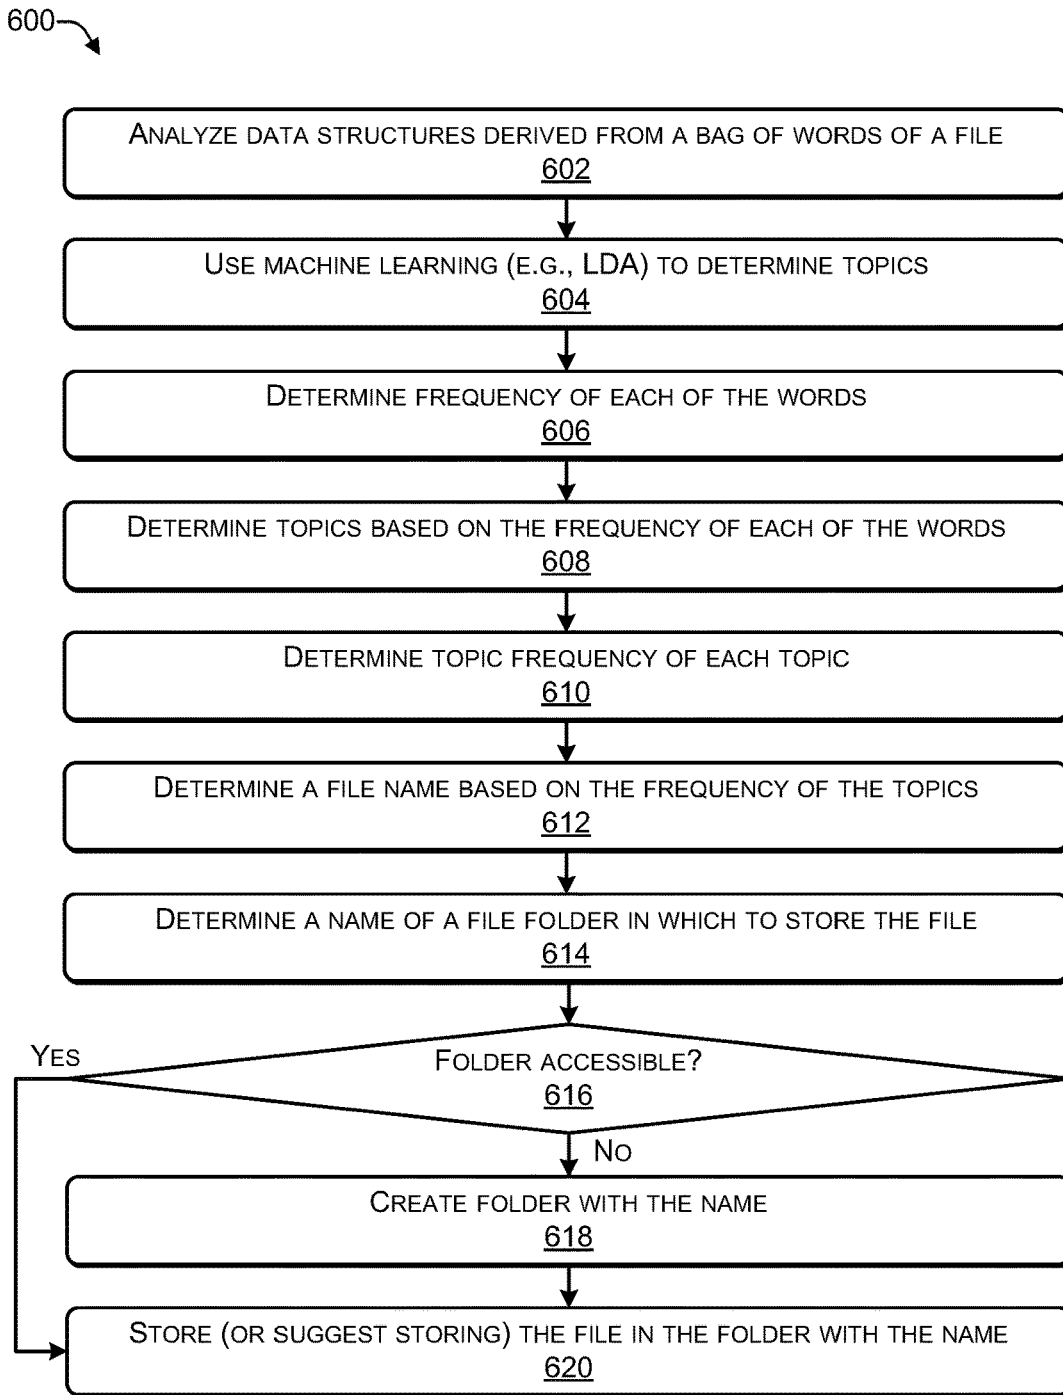 600
ANALYZE DATA STRUCTURES DERIVED FROM A BAG OF WORDS OF A FILE
602
USE MACHINE LEARNING (E.G., LDA) TO DETERMINE TOPICS
604
DETERMINE FREQUENCY OF EACH OF THE WORDS
606
DETERMINE TOPICS BASED ON THE FREQUENCY OF EACH OF THE WORDS
608
DETERMINE TOPIC FREQUENCY OF EACH TOPIC
610
DETERMINE A FILE NAME BASED ON THE FREQUENCY OF THE TOPICS
612
DETERMINE A NAME OF A FILE FOLDER IN WHICH TO STORE THE FILE
614
YES
FOLDER ACCESSIBLE?
616
NO
CREATE FOLDER WITH THE NAME
618
STORE (OR SUGGEST STORING) THE FILE IN THE FOLDER WITH THE NAME
620